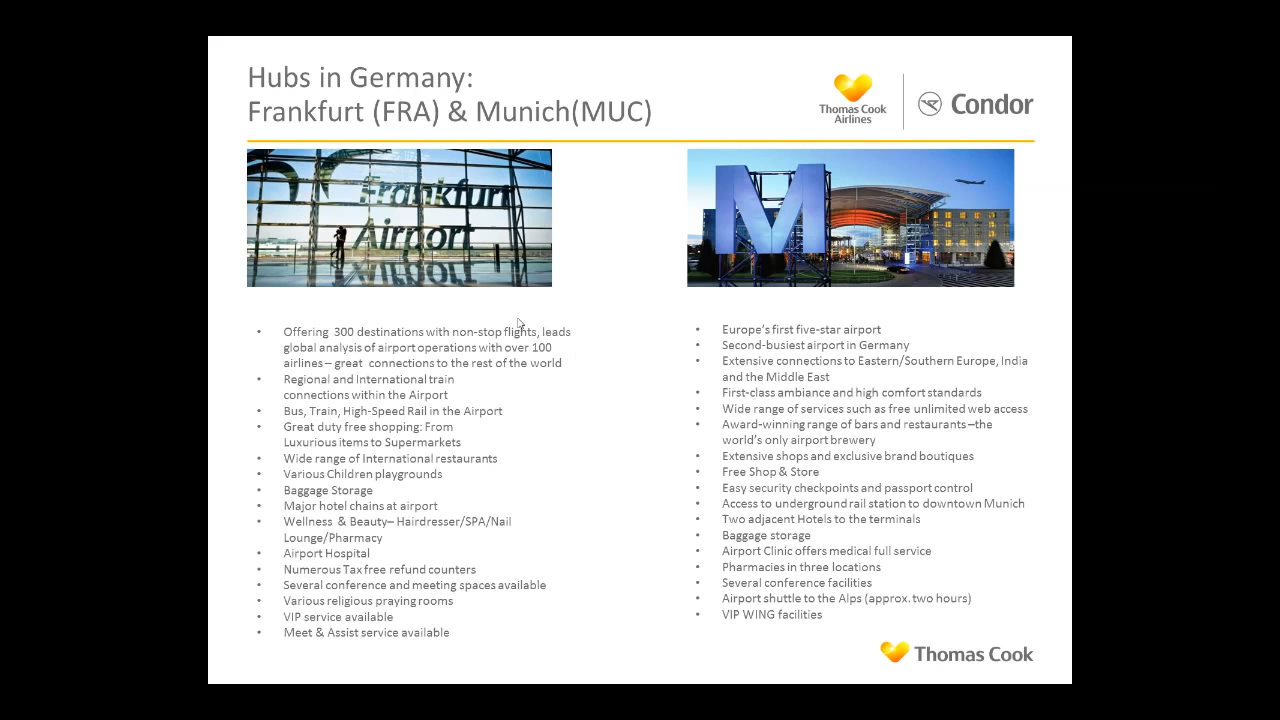 Hubs in Germany:
Frankfurt (FRA) & Munich(MUC)
Thomas Cook
Airlines
Condor
Frankfurt
Airport
M
• Offering 300 destinations with non-stop flights, leads
global analysis of airport operations with over 100
airlines – great connections to the rest of the world
• Regional and International train
connections within the Airport
• Bus, Train, High-Speed Rail in the Airport
• Great duty free shopping: From
Luxurious items to Supermarkets
• Wide range of International restaurants
• Various Children playgrounds
• Baggage Storage
• Major hotel chains at airport
• Wellness & Beauty– Hairdresser/SPA/Nail
Lounge/Pharmacy
• Airport Hospital
• Numerous Tax free refund counters
• Several conference and meeting spaces available
• Various religious praying rooms
• VIP service available
• Meet & Assist service available
• Europe's first five-star airport
• Second-busiest airport in Germany
• Extensive connections to Eastern/Southern Europe, India
and the Middle East
• First-class ambiance and high comfort standards
• Wide range of services such as free unlimited web access
• Award-winning range of bars and restaurants –the
world's only airport brewery
• Extensive shops and exclusive brand boutiques
• Free Shop & Store
• Easy security checkpoints and passport control
• Access to underground rail station to downtown Munich
• Two adjacent Hotels to the terminals
• Baggage storage
• Airport Clinic offers medical full service
• Pharmacies in three locations
• Several conference facilities
• Airport shuttle to the Alps (approx. two hours)
• VIP WING facilities
Thomas Cook